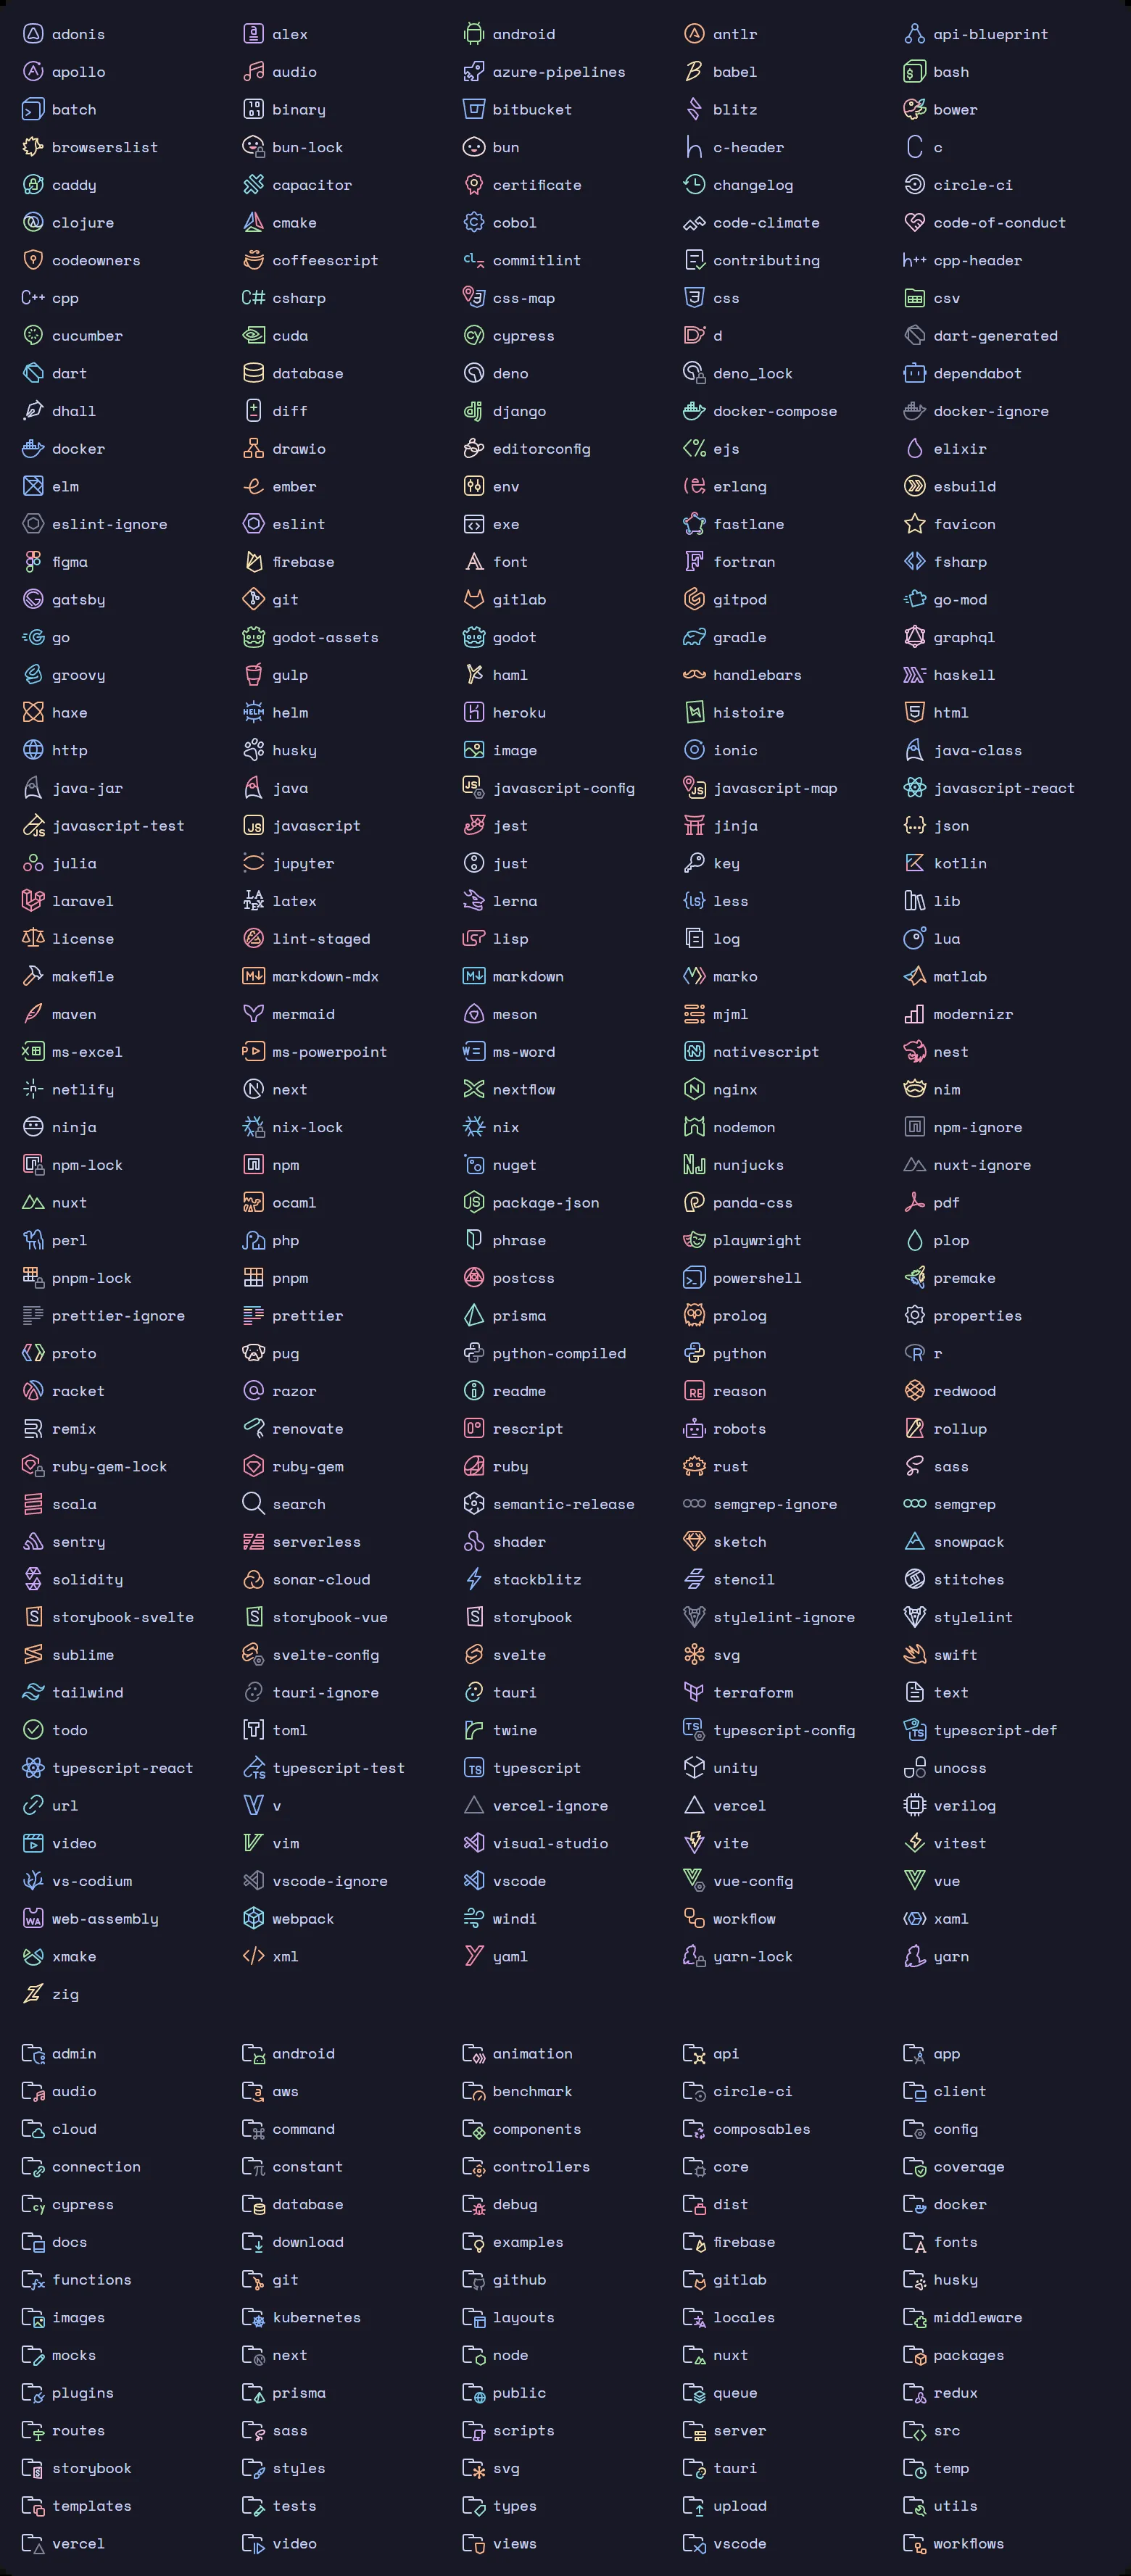 adonis alex android antlr api-blueprint
apollo audio azure-pipelines babel bash
batch binary bitbucket blitz bower
browserslist bun-lock bun c-header c
caddy capacitor certificate changelog circle-ci
clojure cmake cobol code-climate code-of-conduct
codeowners coffeescript commitlint contributing cpp-header
cpp csharp css-map css csv
cucumber cuda cypress d dart-generated
dart database deno deno_lock dependabot
dhall diff django docker-compose docker-ignore
docker drawio editorconfig ejs elixir
elm ember env erlang esbuild
eslint-ignore eslint exe fastlane favicon
figma firebase font fortran fsharp
gatsby git gitlab gitpod go-mod
go godot-assets godot gradle graphql
groovy gulp haml handlebars haskell
haxe helm heroku histoire html
http husky image ionic java-class
java-jar java javascript-config javascript-map javascript-react
javascript-test javascript jest jinja json
julia jupyter just key kotlin
laravel latex lerna less lib
license lint-staged lisp log lua
makefile markdown-mdx markdown marko matlab
maven mermaid meson mjml modernizr
ms-excel ms-powerpoint ms-word nativescript nest
netlify next nextflow nginx nim
ninja nix-lock nix nodemon npm-ignore
npm-lock npm nuget nunjucks nuxt-ignore
nuxt ocaml package-json panda-css pdf
perl php phrase playwright plop
pnpm-lock pnpm postcss powershell premake
prettier-ignore prettier prisma prolog properties
proto pug python-compiled python r
racket razor readme reason redwood
remix renovate rescript robots rollup
ruby-gem-lock ruby-gem ruby rust sass
scala search semantic-release semgrep-ignore semgrep
sentry serverless shader sketch snowpack
solidity sonar-cloud stackblitz stencil stitches
storybook-svelte storybook-vue storybook stylelint-ignore stylelint
sublime svelte-config svelte svg swift
tailwind tauri-ignore tauri terraform text
todo toml twine typescript-config typescript-def
typescript-react typescript-test typescript unity unocss
url v vercel-ignore vercel verilog
video vim visual-studio vite vitest
vs-codium vscode-ignore vscode vue-config vue
web-assembly webpack windi workflow xaml
xmake xml yaml yarn-lock yarn
zig
admin android animation api app
audio aws benchmark circle-ci client
cloud command components composables config
connection constant controllers core coverage
cypress database debug dist docker
docs download examples firebase fonts
functions git github gitlab husky
images kubernetes layouts locales middleware
mocks next node nuxt packages
plugins prisma public queue redux
routes sass scripts server src
storybook styles svg tauri temp
templates tests types upload utils
vercel video views vscode workflows